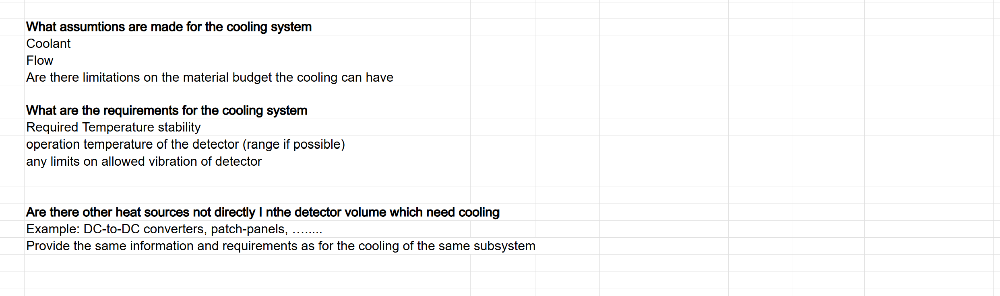 What assumtions are made for the cooling system
Coolant
Flow
Are there limitations on the material budget the cooling can have
What are the requirements for the cooling system
Required Temperature stability
operation temperature of the detector (range if possible)
any limits on allowed vibration of detector
Are there other heat sources not directly I nthe detector volume which need cooling
Example: DC-to-DC converters, patch-panels, ….....
Provide the same information and requirements as for the cooling of the same subsystem